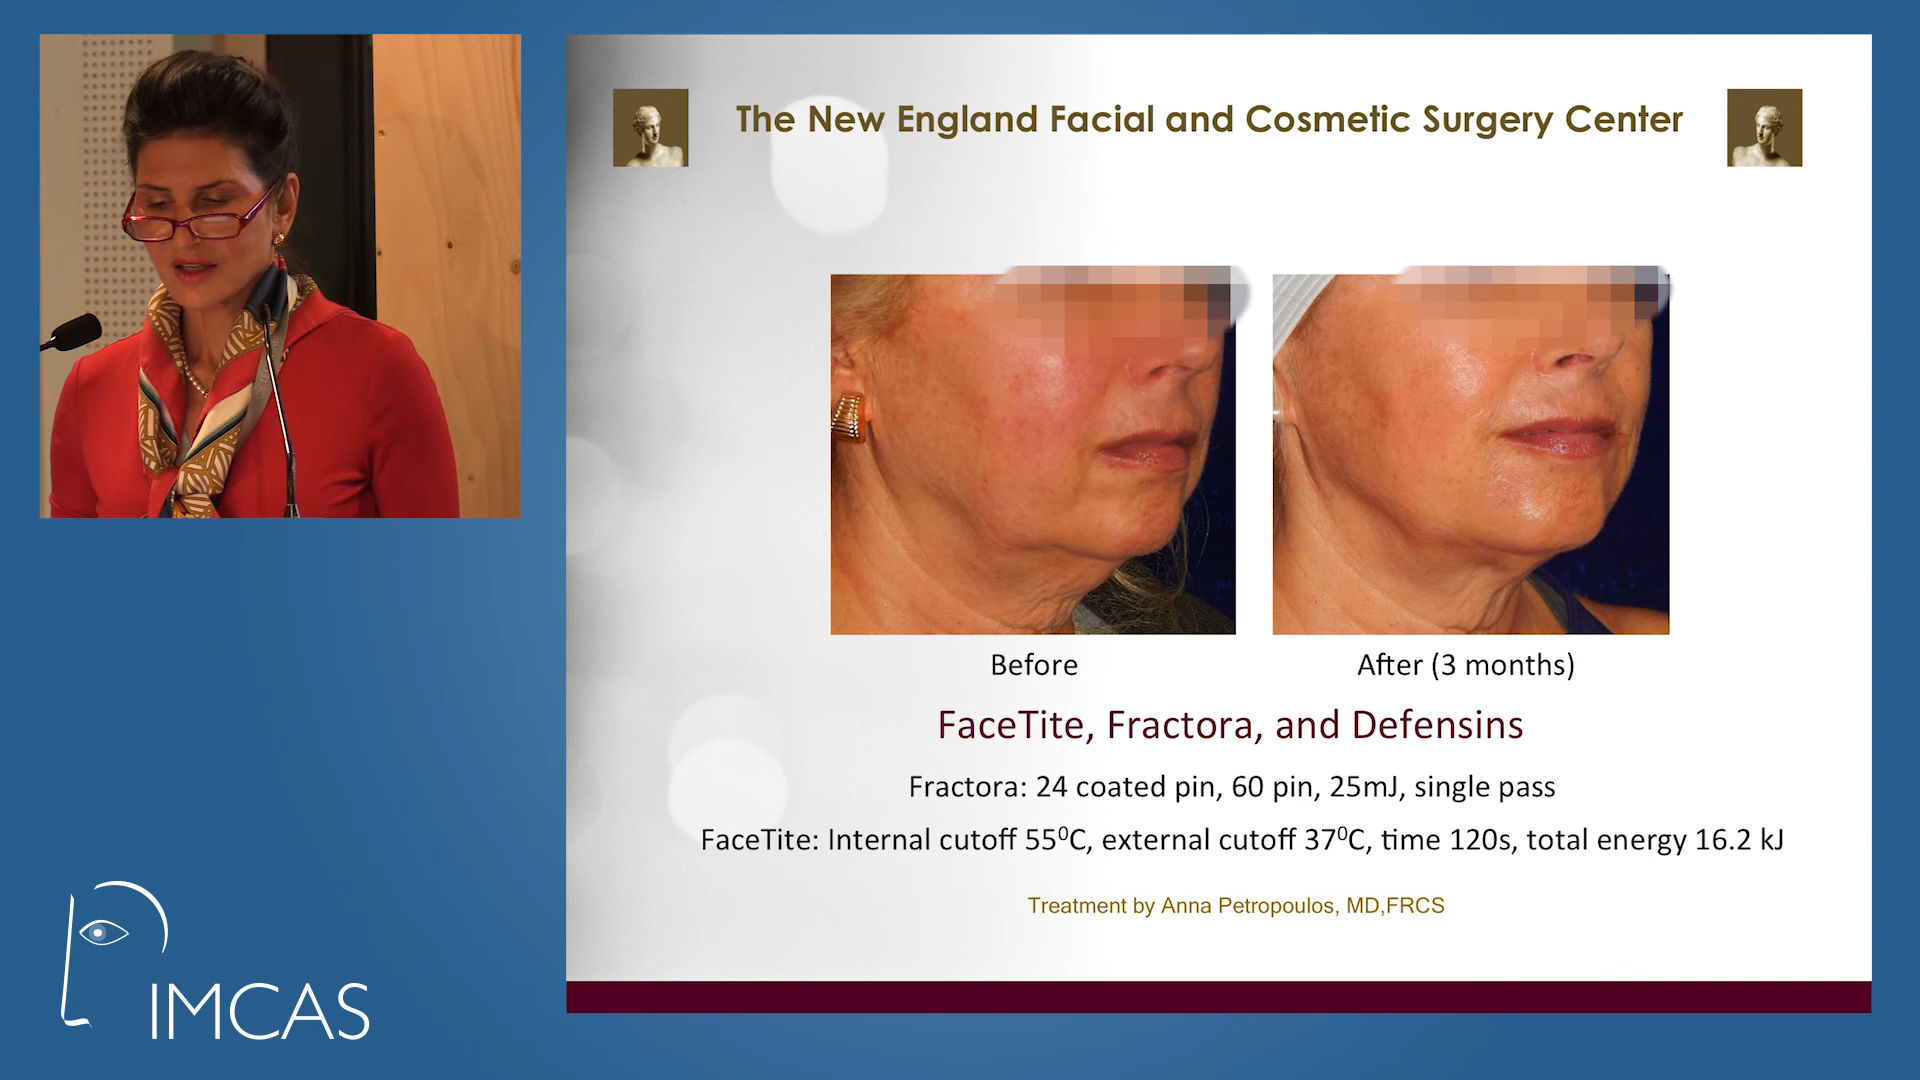 The New England Facial and Cosmetic Surgery Center
Before
After (3 months)
FaceTite, Fractora, and Defensins
Fractora: 24 coated pin, 60 pin, 25mJ, single pass
FaceTite: Internal cutoff 55⁰C, external cutoff 37⁰C, time 120s, total energy 16.2 kJ
Treatment by Anna Petropoulos, MD,FRCS
IMCAS